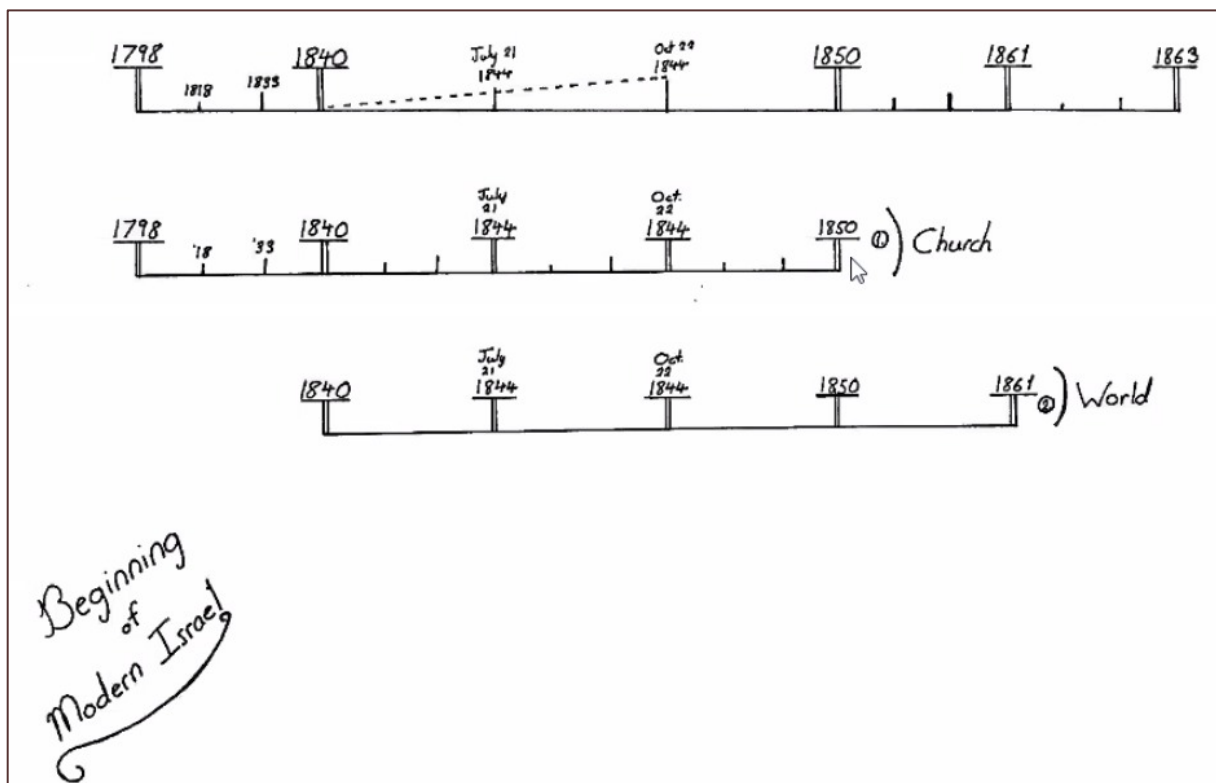 1798 1818 1833 1840 July 21 1844 Oct 22 1844 1850 1861 1863
1798 '18 '33 1840 July 21 1844 Oct. 22 1844 1850 ① ) Church
1840 July 21 1844 Oct. 22 1844 1850 1861 ② ) World
Beginning
of
Modern Israel